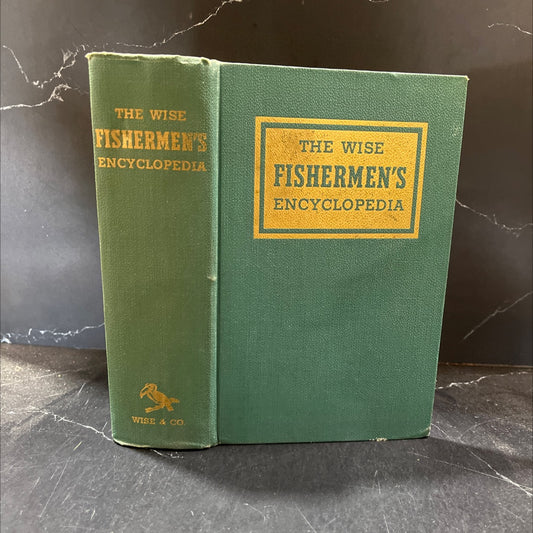 THE WISE
FISHERMEN'S
ENCYCLOPEDIA
WISE & CO.
THE WISE
FISHERMEN'S
ENCYCLOPEDIA